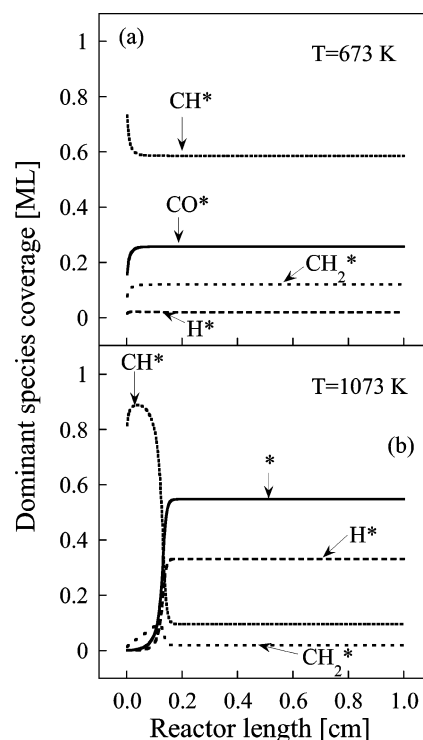 Dominant species coverage [ML]
(a)
T=673 K
1
0.8
0.6
0.4
0.2
0
CH*
CO*
CH2*
H*
CH*
T=1073 K
(b)
1
0.8
0.6
0.4
0.2
0
*
H*
CH2*
0.0 0.2 0.4 0.6 0.8 1.0
Reactor length [cm]